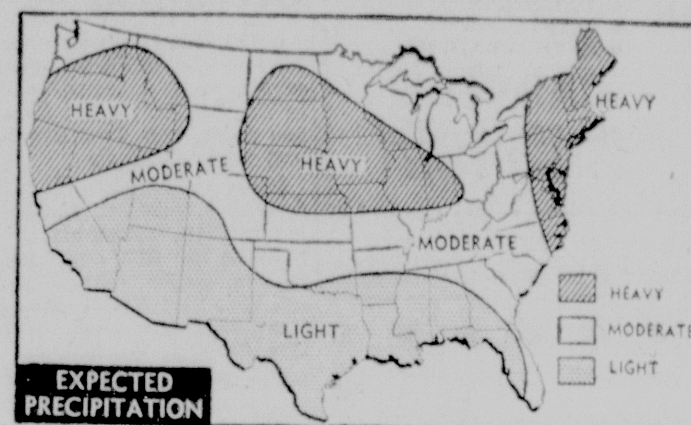 HEAVY
HEAVY
HEAVY
MODERATE
MODERATE
LIGHT
HEAVY
MODERATE
LIGHT
EXPECTED
PRECIPITATION